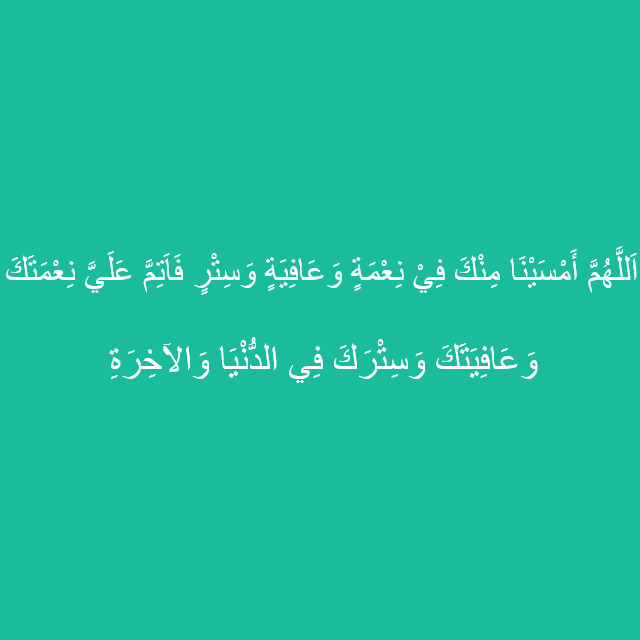 اَللَّهُمَّ أَمْسَيْنَا مِنْكَ فِيْ نِعْمَةٍ وَعَافِيَةٍ وَسِتْرٍ فَاَتِمَّ عَلَيَّ نِعْمَتَكَ
وَعَافِيَتَكَ وَسِتْرَكَ فِي الدُّنْيَا وَالآخِرَةِ